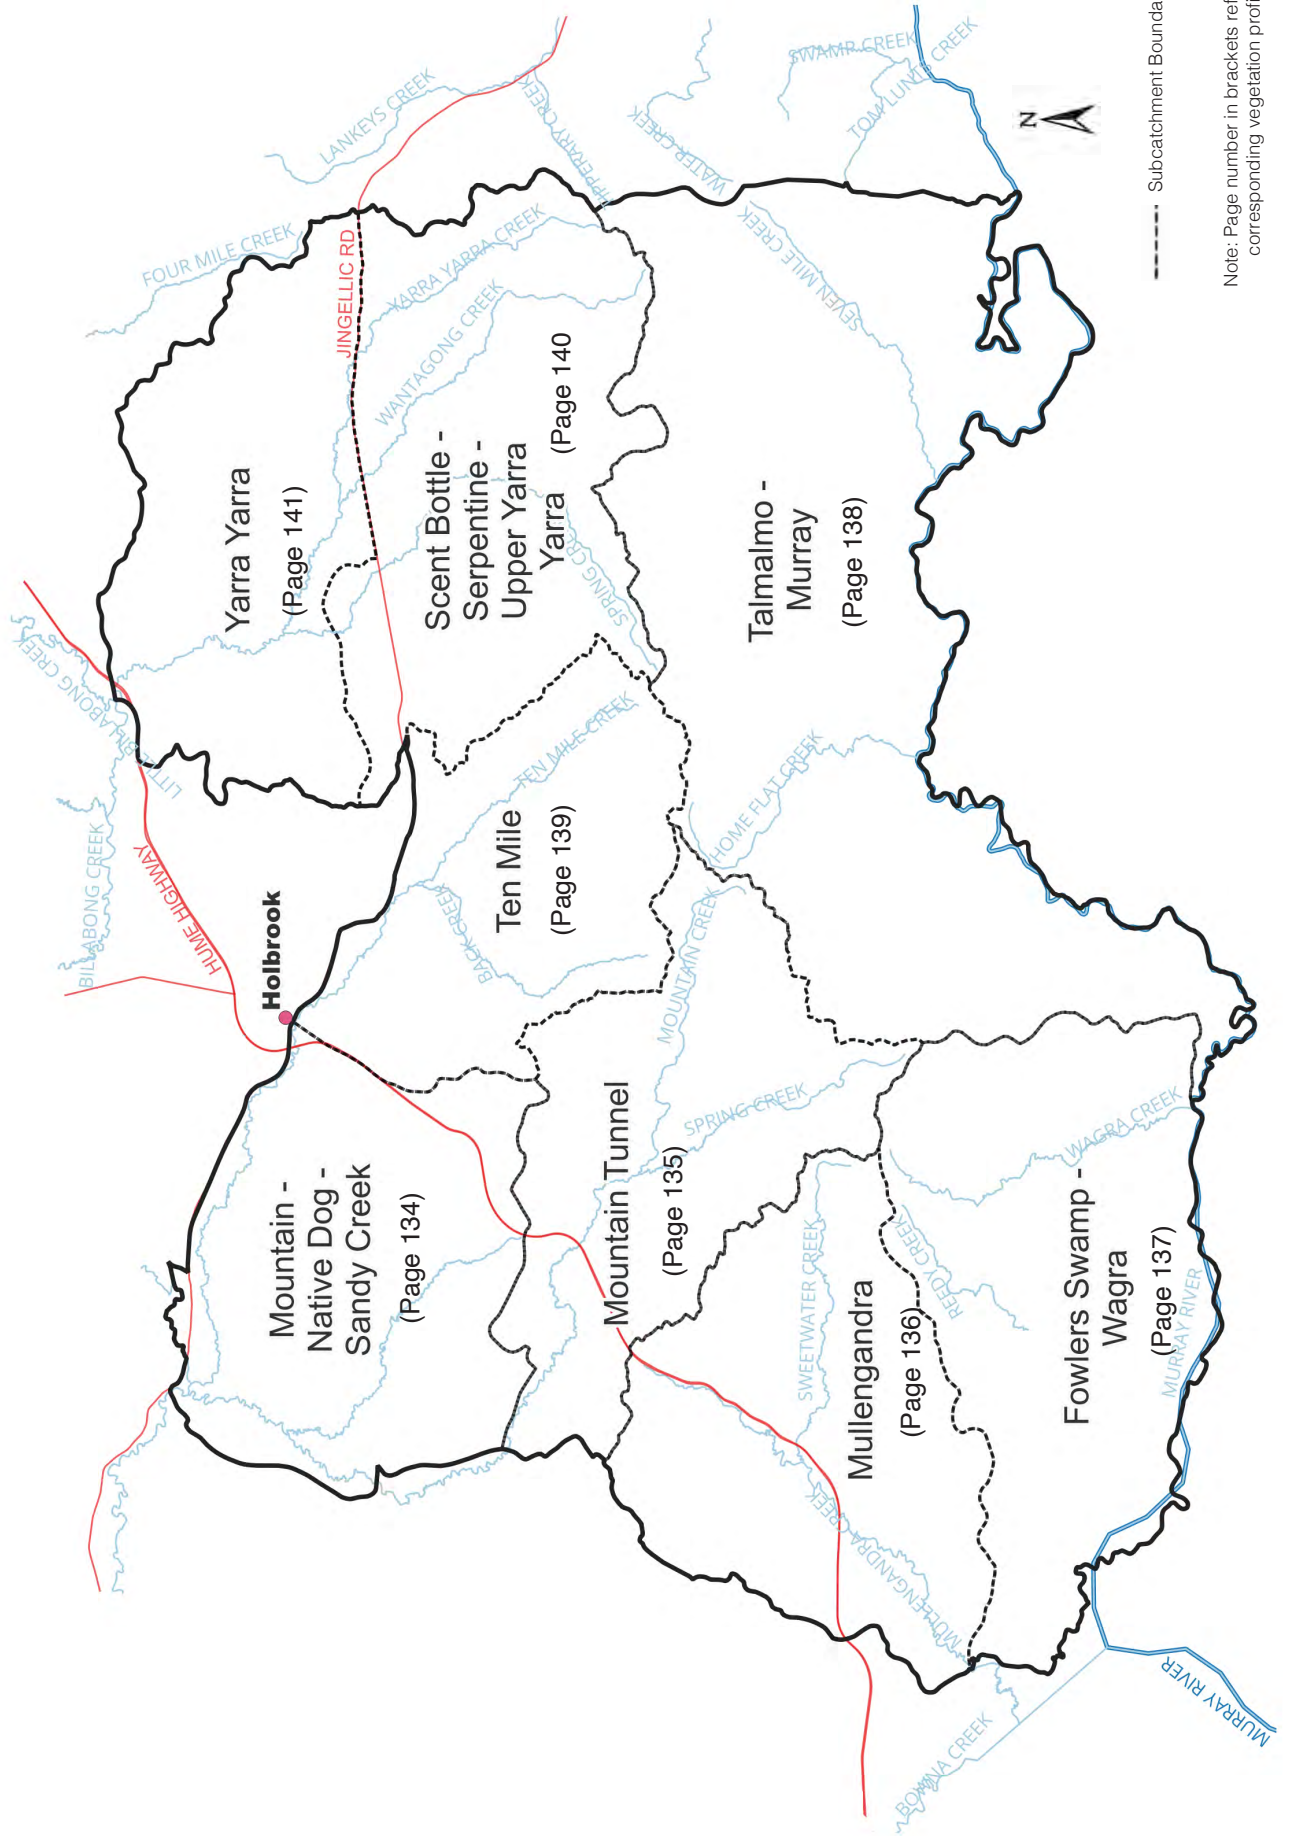 BILLABONG CREEK
HUME HIGHWAY
LITTLE BILLABONG CREEK
FOUR MILE CREEK
LANKEYS CREEK
Holbrook
Yarra Yarra
(Page 141)
JINGELLIC RD
YARRA YARRA CREEK
WANTAGONG CREEK
Mountain -
Native Dog -
Sandy Creek
(Page 134)
Scent Bottle -
Serpentine -
Upper Yarra
Yarra
(Page 140
Ten Mile
(Page 139)
TEN MILE CREEK
BACK CREEK
SPRING CREEK
Mountain Tunnel
(Page 135)
MOUNTAIN CREEK
SPRING CREEK
HOME FLAT CREEK
WATER CREEK
SEVEN MILE CREEK
SWAMP CREEK
TOM LUNTS CREEK
Talmalmo -
Murray
(Page 138)
SWEETWATER CREEK
Mullengandra
(Page 136)
MULLENGANDRA CREEK
REEDY CREEK
WAGRA CREEK
Fowlers Swamp -
Wagra
(Page 137)
MURRAY RIVER
BOWNA CREEK
MURRAY RIVER
N
Subcatchment Bounda
Note: Page number in brackets ref
corresponding vegetation profi